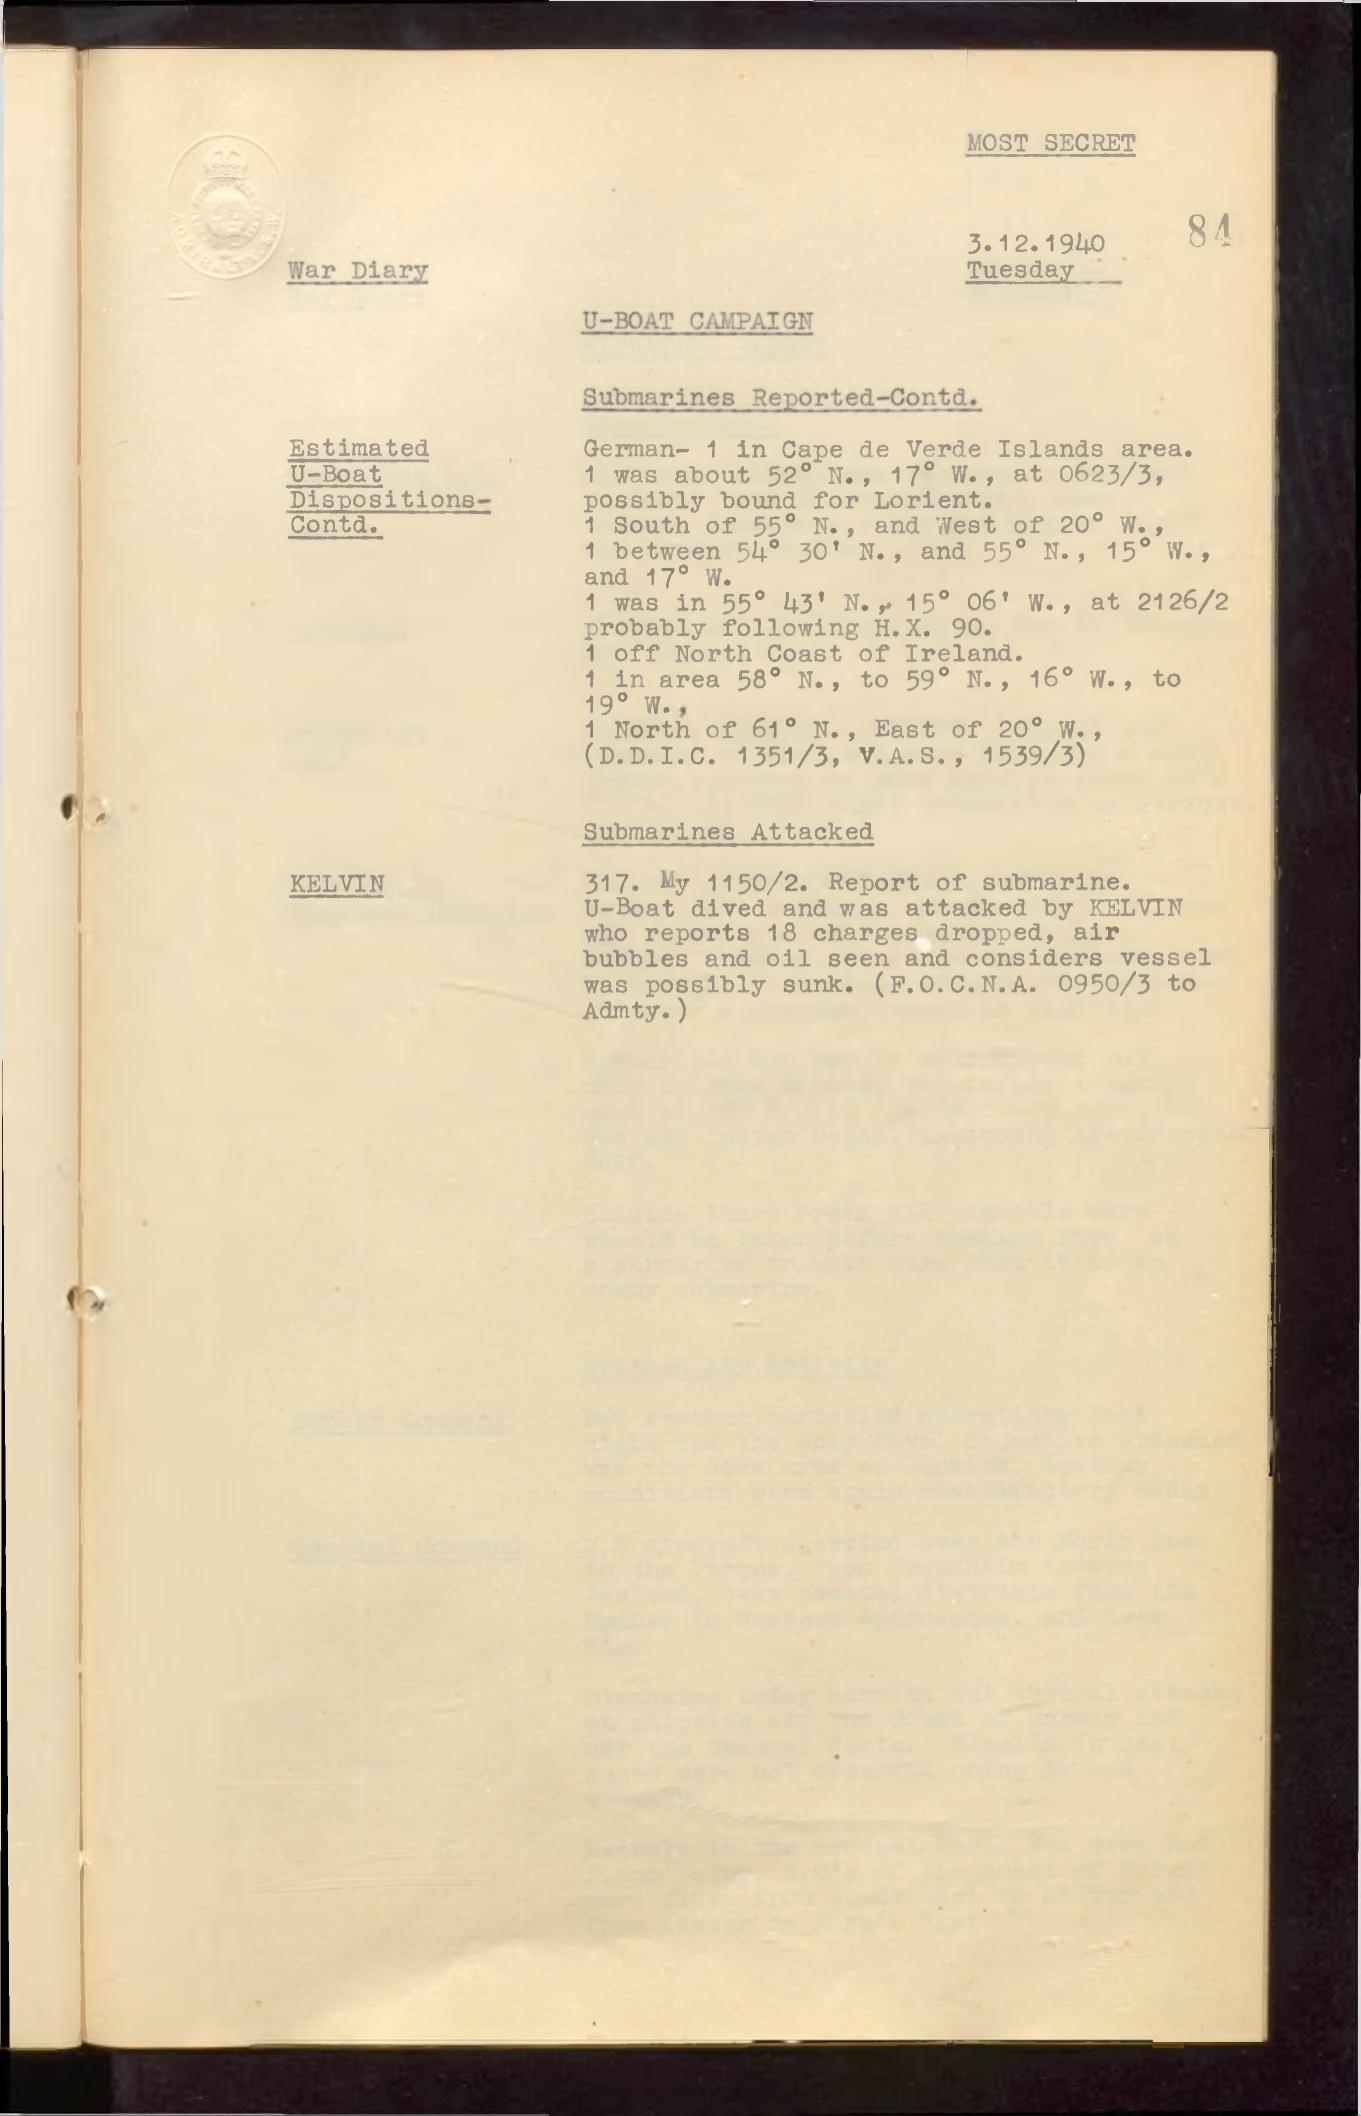 MOST SECRET
84
3.12.1940
War Diary
Tuesday
U-BOAT CAMPAIGN
Submarines Reported-Contd.
Estimated
U-Boat
Dispositions-
Contd.
German- 1 in Cape de Verde Islands area.
1 was about 52° N., 17° W., at 0623/3,
possibly bound for Lorient.
1 South of 55° N., and West of 20° W.,
1 between 54° 30' N., and 55° N., 15° W.,
and 17° W.
1 was in 55° 43' N., 15° 06' W., at 2126/2
probably following H.X. 90.
1 off North Coast of Ireland.
1 in area 58° N., to 59° N., 16° W., to
19° W.,
1 North of 61° N., East of 20° W.,
(D.D.I.C. 1351/3, V.A.S., 1539/3)
Submarines Attacked
KELVIN
317. My 1150/2. Report of submarine.
U-Boat dived and was attacked by KELVIN
who reports 18 charges dropped, air
bubbles and oil seen and considers vessel
was possibly sunk. (F.O.C.N.A. 0950/3 to
Admty.)